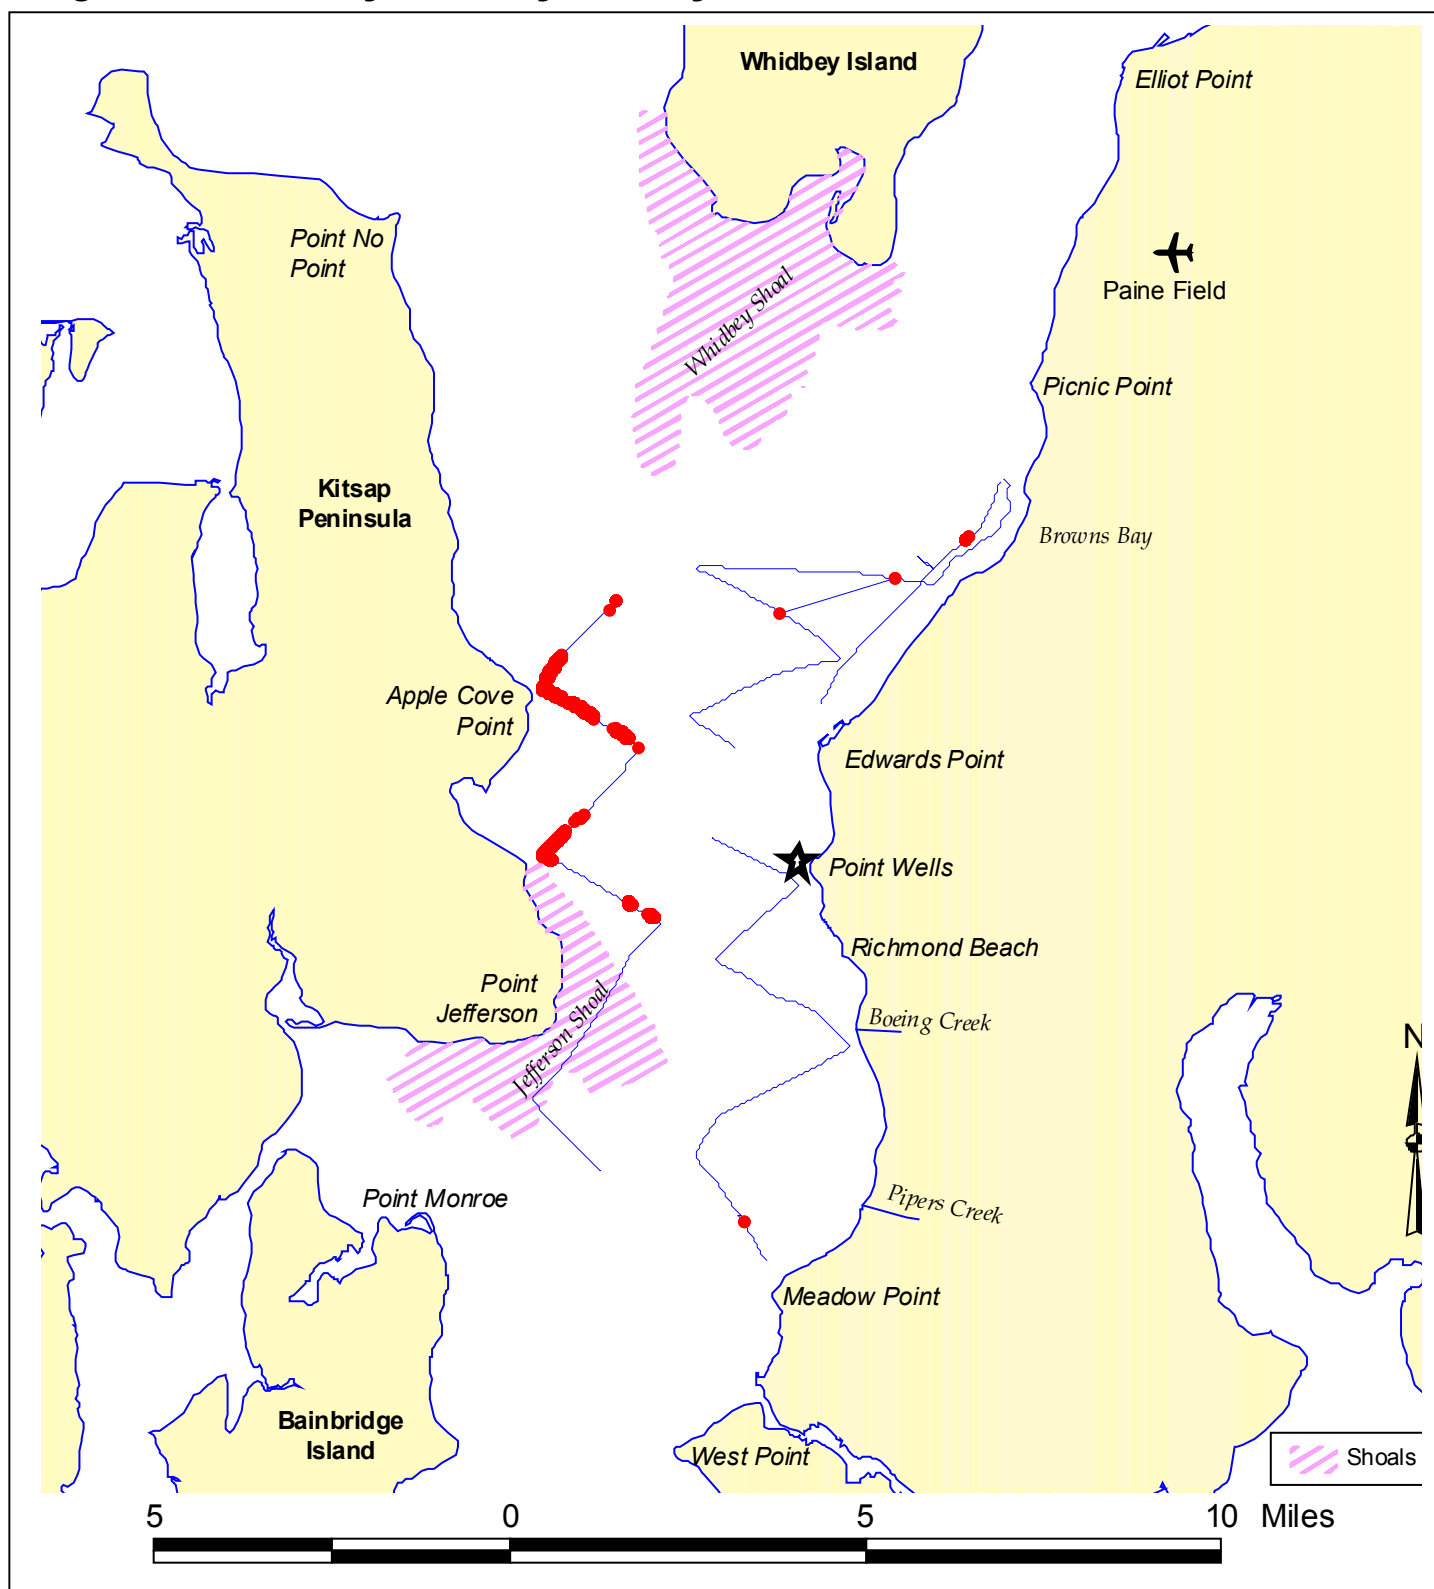 Whidbey Island
Elliot Point
Point No
Point
Paine Field
Whidbey Shoal
Picnic Point
Kitsap
Peninsula
Browns Bay
Apple Cove
Point
Edwards Point
Point Wells
Richmond Beach
Point
Jefferson
Jefferson Shoal
Boeing Creek
N
Point Monroe
Pipers Creek
Meadow Point
Bainbridge
Island
West Point
Shoals
5 0 5 10 Miles